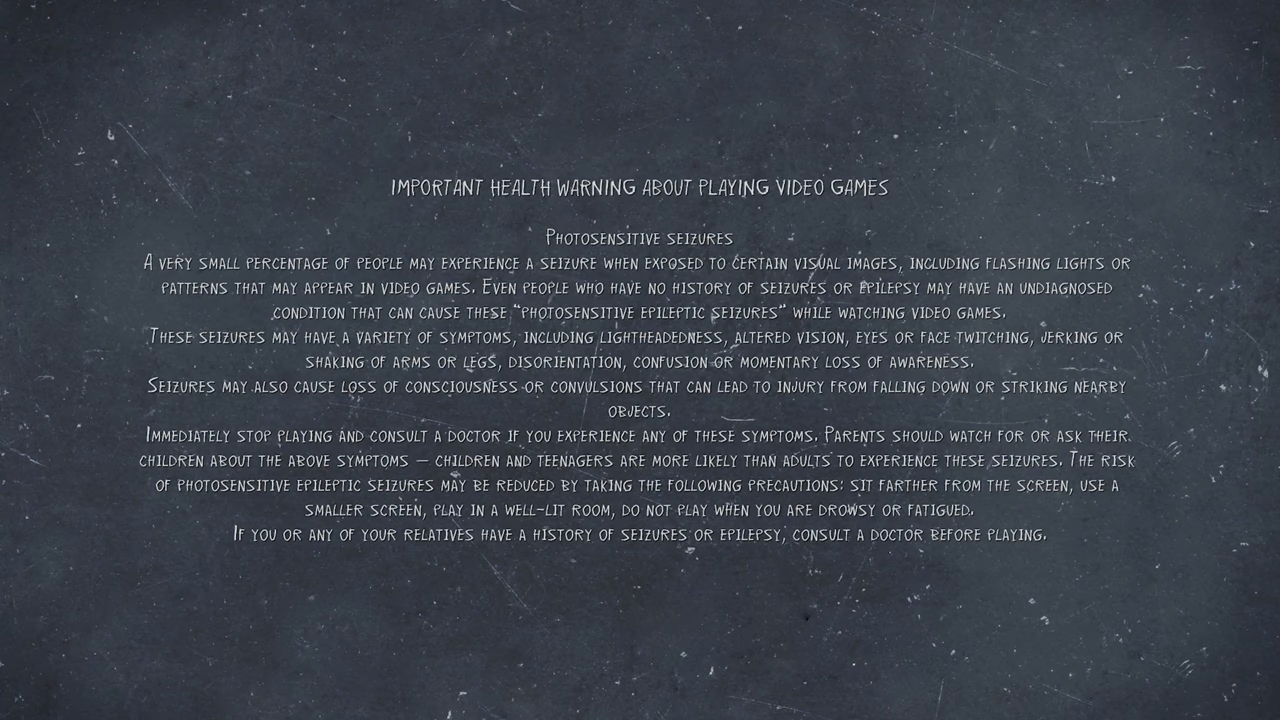 IMPORTANT HEALTH WARNING ABOUT PLAYING VIDEO GAMES
PHOTOSENSITIVE SEIZURES
A VERY SMALL PERCENTAGE OF PEOPLE MAY EXPERIENCE A SEIZURE WHEN EXPOSED TO CERTAIN VISUAL IMAGES, INCLUDING FLASHING LIGHTS OR
PATTERNS THAT MAY APPEAR IN VIDEO GAMES. EVEN PEOPLE WHO HAVE NO HISTORY OF SEIZURES OR EPILEPSY MAY HAVE AN UNDIAGNOSED
CONDITION THAT CAN CAUSE THESE “PHOTOSENSITIVE EPILEPTIC SEIZURES” WHILE WATCHING VIDEO GAMES.
THESE SEIZURES MAY HAVE A VARIETY OF SYMPTOMS, INCLUDING LIGHTHEADEDNESS, ALTERED VISION, EYES OR FACE TWITCHING, JERKING OR
SHAKING OF ARMS OR LEGS, DISORIENTATION, CONFUSION OR MOMENTARY LOSS OF AWARENESS.
SEIZURES MAY ALSO CAUSE LOSS OF CONSCIOUSNESS OR CONVULSIONS THAT CAN LEAD TO INJURY FROM FALLING DOWN OR STRIKING NEARBY
OBJECTS.
IMMEDIATELY STOP PLAYING AND CONSULT A DOCTOR IF YOU EXPERIENCE ANY OF THESE SYMPTOMS. PARENTS SHOULD WATCH FOR OR ASK THEIR
CHILDREN ABOUT THE ABOVE SYMPTOMS — CHILDREN AND TEENAGERS ARE MORE LIKELY THAN ADULTS TO EXPERIENCE THESE SEIZURES. THE RISK
OF PHOTOSENSITIVE EPILEPTIC SEIZURES MAY BE REDUCED BY TAKING THE FOLLOWING PRECAUTIONS: SIT FARTHER FROM THE SCREEN, USE A
SMALLER SCREEN, PLAY IN A WELL-LIT ROOM, DO NOT PLAY WHEN YOU ARE DROWSY OR FATIGUED.
IF YOU OR ANY OF YOUR RELATIVES HAVE A HISTORY OF SEIZURES OR EPILEPSY, CONSULT A DOCTOR BEFORE PLAYING.